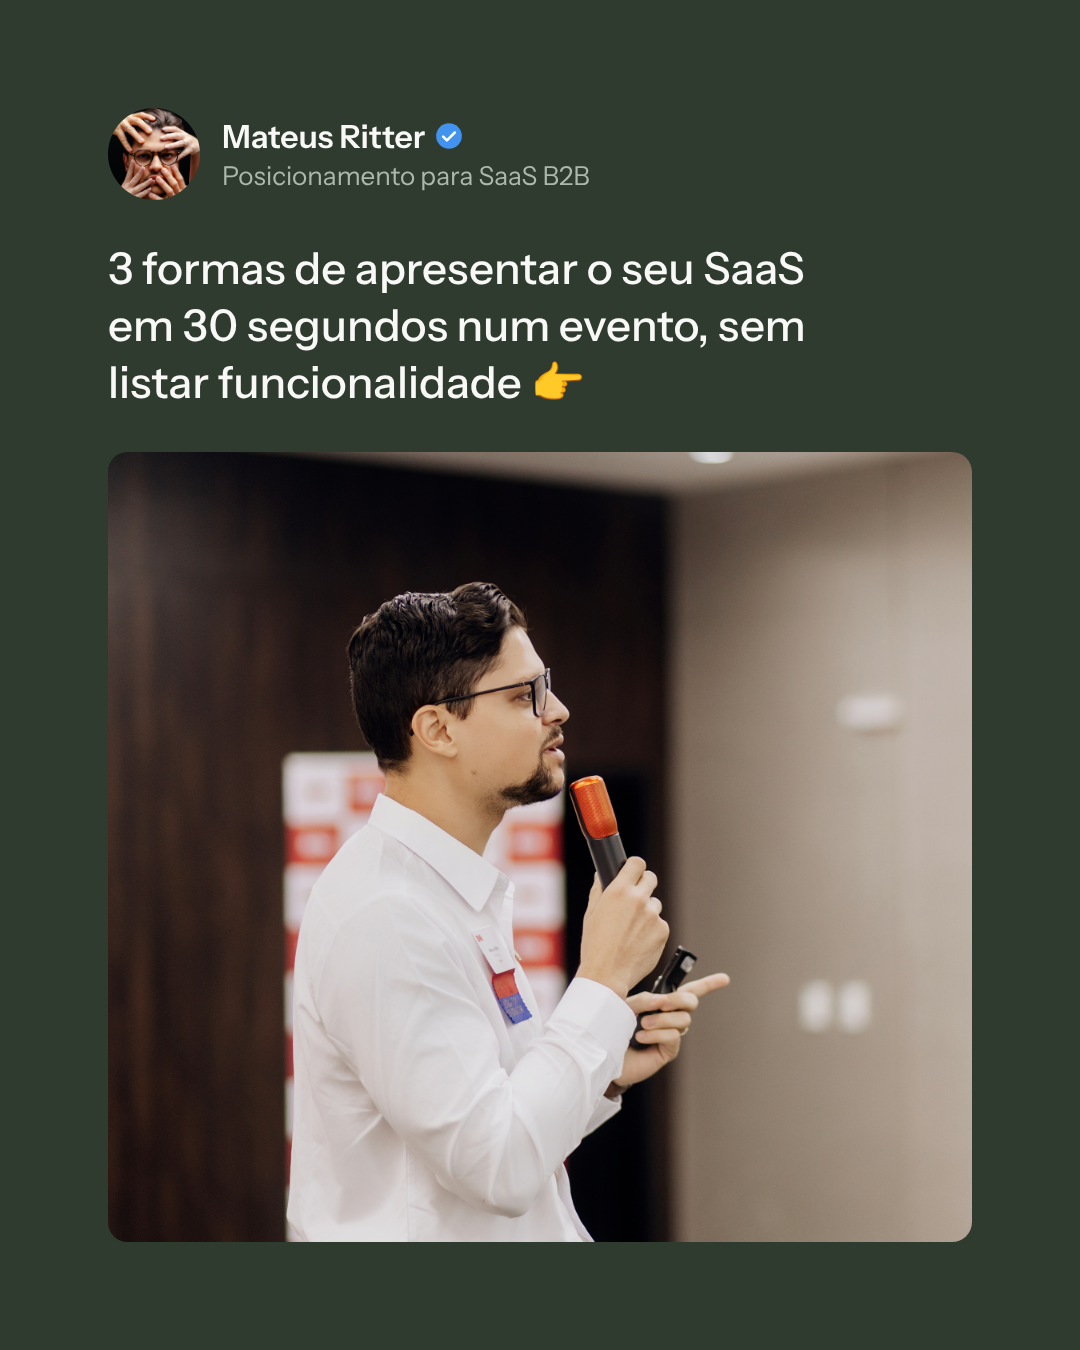 Mateus Ritter
Posicionamento para SaaS B2B
3 formas de apresentar o seu SaaS
em 30 segundos num evento, sem
listar funcionalidade 👉